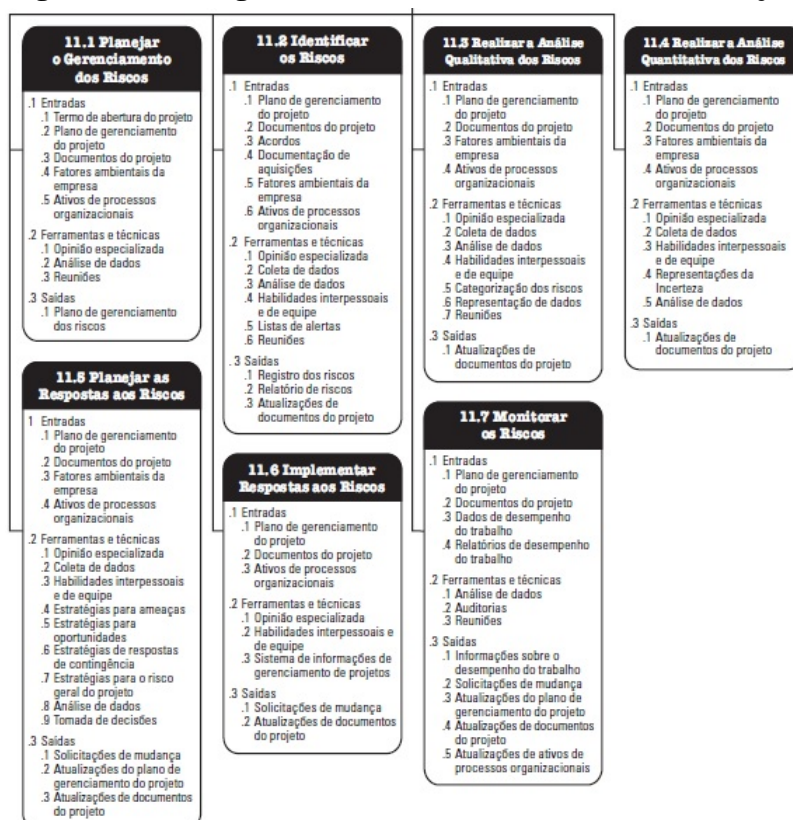 11.1 Planejar
o Gerenciamento
dos Riscos
.1 Entradas
.1 Termo de abertura do projeto
.2 Plano de gerenciamento
do projeto
.3 Documentos do projeto
.4 Fatores ambientais da
empresa
.5 Ativos de processos
organizacionais
.2 Ferramentas e técnicas
.1 Opinião especializada
.2 Análise de dados
.3 Reuniões
.3 Saídas
.1 Plano de gerenciamento
dos riscos
11.2 Identificar
os Riscos
.1 Entradas
.1 Plano de gerenciamento
do projeto
.2 Documentos do projeto
.3 Acordos
.4 Documentação de
aquisições
.5 Fatores ambientais da
empresa
.6 Ativos de processos
organizacionais
.2 Ferramentas e técnicas
.1 Opinião especializada
.2 Coleta de dados
.3 Análise de dados
.4 Habilidades interpessoais
e de equipe
.5 Listas de alertas
.6 Reuniões
.3 Saídas
.1 Registro dos riscos
.2 Relatório de riscos
.3 Atualizações de
documentos do projeto
11.3 Realizar a Análise
Qualitativa dos Riscos
.1 Entradas
.1 Plano de gerenciamento
do projeto
.2 Documentos do projeto
.3 Fatores ambientais da
empresa
.4 Ativos de processos
organizacionais
.2 Ferramentas e técnicas
.1 Opinião especializada
.2 Coleta de dados
.3 Análise de dados
.4 Habilidades interpessoais
e de equipe
.5 Categorização dos riscos
.6 Representação de dados
.7 Reuniões
.3 Saídas
.1 Atualizações de
documentos do projeto
11.4 Realizar a Análise
Quantitativa dos Riscos
.1 Entradas
.1 Plano de gerenciamento
do projeto
.2 Documentos do projeto
.3 Fatores ambientais da
empresa
.4 Ativos de processos
organizacionais
.2 Ferramentas e técnicas
.1 Opinião especializada
.2 Coleta de dados
.3 Habilidades interpessoais
e de equipe
.4 Representações da
Incerteza
.5 Análise de dados
.3 Saídas
.1 Atualizações de
documentos do projeto
11.5 Planejar as
Respostas aos Riscos
1 Entradas
.1 Plano de gerenciamento
do projeto
.2 Documentos do projeto
.3 Fatores ambientais da
empresa
.4 Ativos de processos
organizacionais
.2 Ferramentas e técnicas
.1 Opinião especializada
.2 Coleta de dados
.3 Habilidades interpessoais
e de equipe
.4 Estratégias para ameaças
.5 Estratégias para
oportunidades
.6 Estratégias de respostas
de contingência
.7 Estratégias para o risco
geral do projeto
.8 Análise de dados
.9 Tomada de decisões
.3 Saídas
.1 Solicitações de mudança
.2 Atualizações do plano de
gerenciamento do projeto
.3 Atualizações de documentos
do projeto
11.6 Implementar
Respostas aos Riscos
.1 Entradas
.1 Plano de gerenciamento
do projeto
.2 Documentos do projeto
.3 Ativos de processos
organizacionais
.2 Ferramentas e técnicas
.1 Opinião especializada
.2 Habilidades interpessoais e
de equipe
.3 Sistema de informações de
gerenciamento de projetos
.3 Saídas
.1 Solicitações de mudança
.2 Atualizações de documentos
do projeto
11.7 Monitorar
os Riscos
.1 Entradas
.1 Plano de gerenciamento
do projeto
.2 Documentos do projeto
.3 Dados de desempenho
do trabalho
.4 Relatórios de desempenho
do trabalho
.2 Ferramentas e técnicas
.1 Análise de dados
.2 Auditorias
.3 Reuniões
.3 Saídas
.1 Informações sobre o
desempenho do trabalho
.2 Solicitações de mudança
.3 Atualizações do plano de
gerenciamento do projeto
.4 Atualizações de documentos
do projeto
.5 Atualizações de ativos de
processos organizacionais